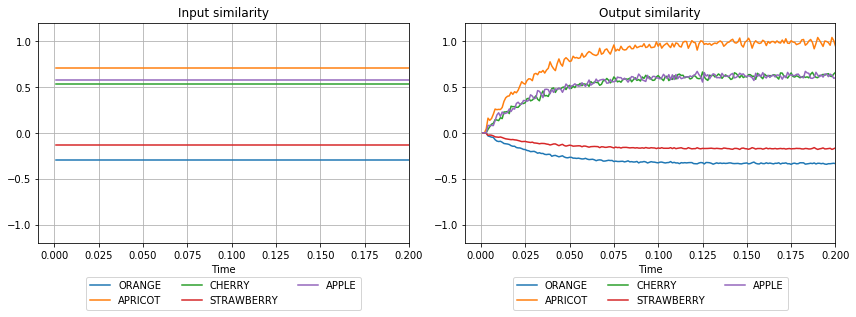 Input similarity
1.0
0.5
0.0
−0.5
−1.0
0.000 0.025 0.050 0.075 0.100 0.125 0.150 0.175 0.200
Time
ORANGE CHERRY APPLE
APRICOT STRAWBERRY
Output similarity
1.0
0.5
0.0
−0.5
−1.0
0.000 0.025 0.050 0.075 0.100 0.125 0.150 0.175 0.200
Time
ORANGE CHERRY APPLE
APRICOT STRAWBERRY